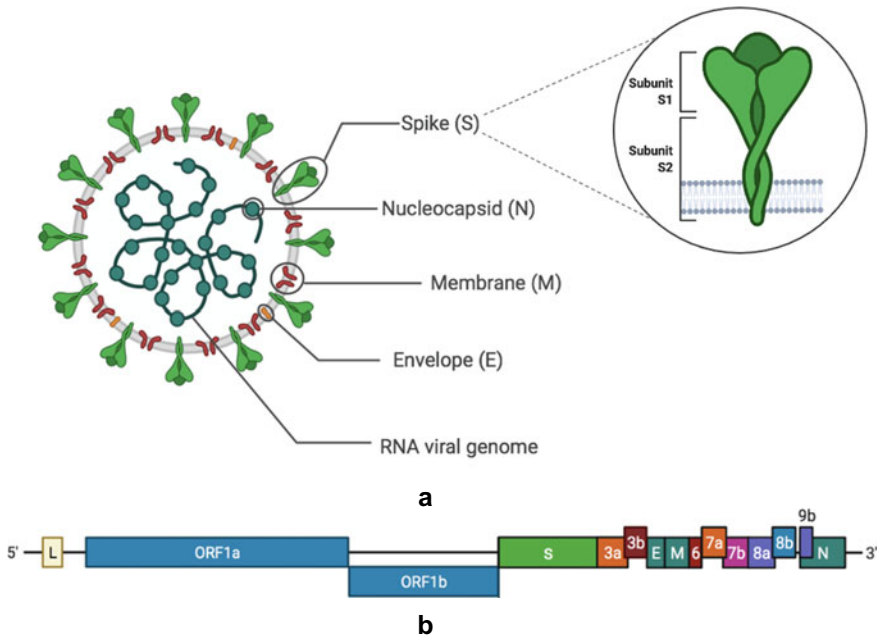 Subunit
S1
Spike (S)
Subunit
S2
Nucleocapsid (N)
Membrane (M)
Envelope (E)
RNA viral genome
a
9b
5' L ORF1a S 3a 3b E M 6 7a 7b 8a 8b N 3'
ORF1b
b